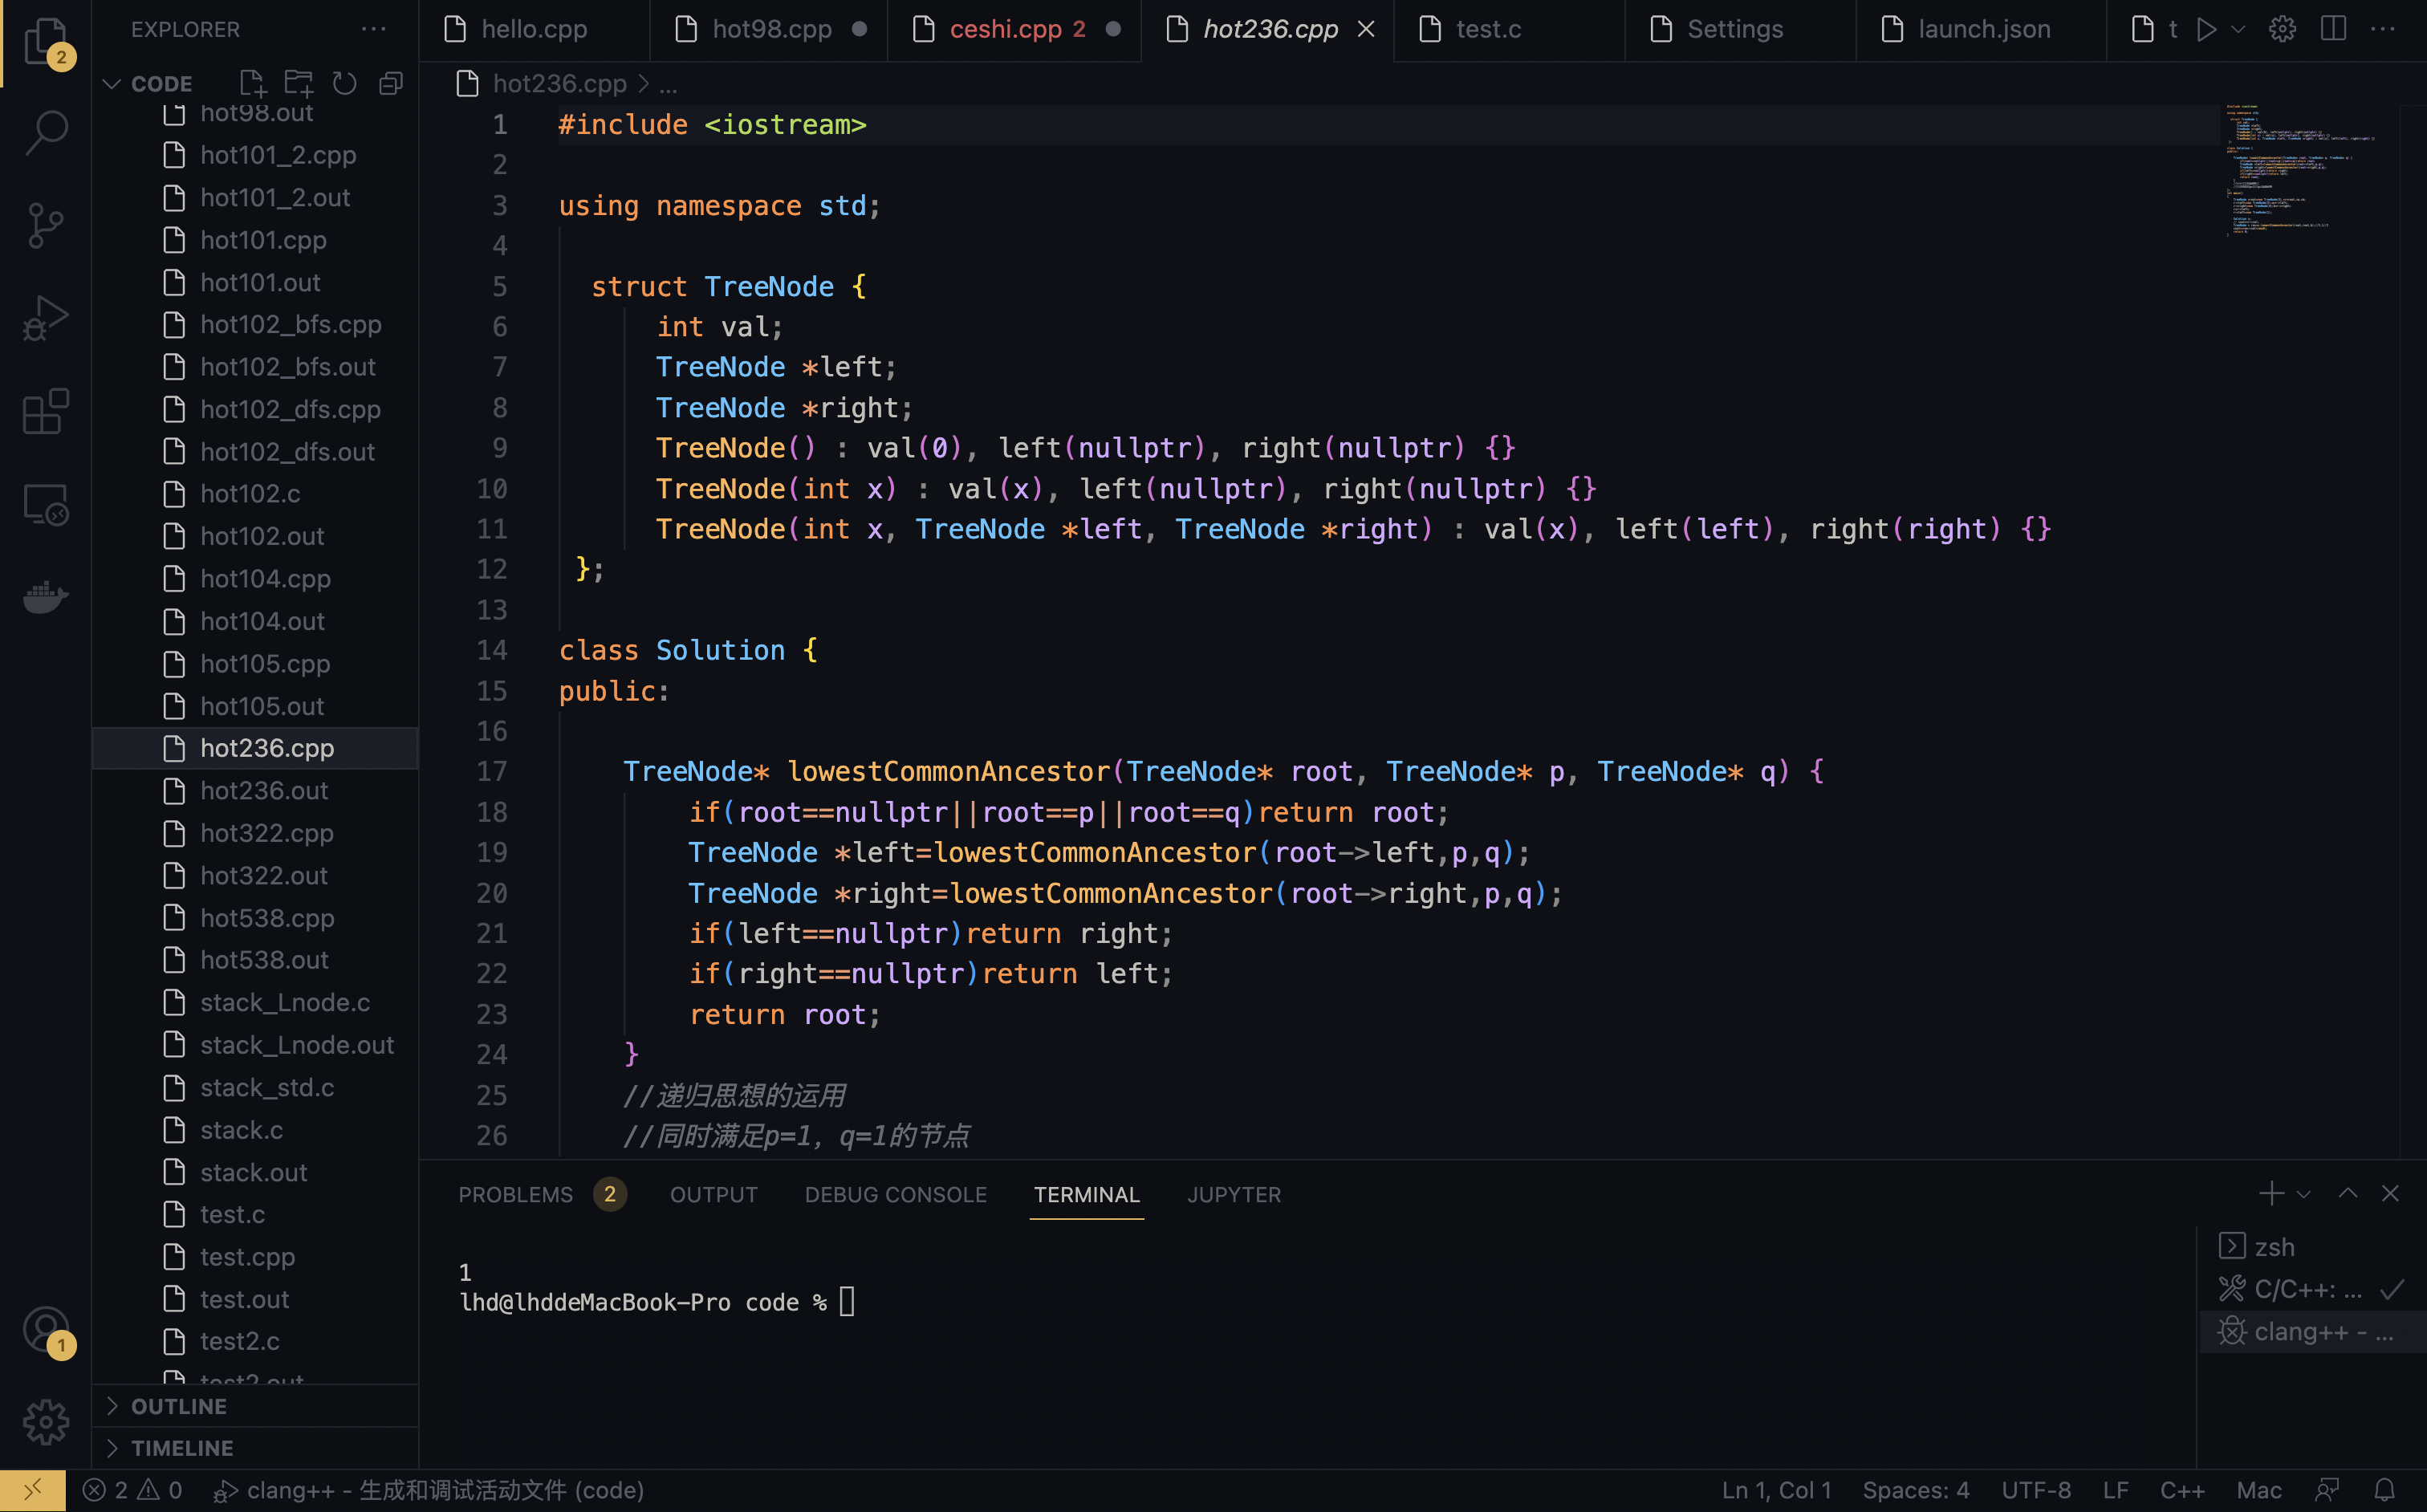 EXPLORER
CODE
hot98.out
hot101_2.cpp
hot101_2.out
hot101.cpp
hot101.out
hot102_bfs.cpp
hot102_bfs.out
hot102_dfs.cpp
hot102_dfs.out
hot102.c
hot102.out
hot104.cpp
hot104.out
hot105.cpp
hot105.out
hot236.cpp
hot236.out
hot322.cpp
hot322.out
hot538.cpp
hot538.out
stack_Lnode.c
stack_Lnode.out
stack_std.c
stack.c
stack.out
test.c
test.cpp
test.out
test2.c
test2.out
OUTLINE
TIMELINE
2
1
hello.cpp hot98.cpp ceshi.cpp 2 hot236.cpp test.c Settings launch.json t
hot236.cpp > ...
1 #include <iostream>
2
3 using namespace std;
4
5 struct TreeNode {
6 int val;
7 TreeNode *left;
8 TreeNode *right;
9 TreeNode() : val(0), left(nullptr), right(nullptr) {}
10 TreeNode(int x) : val(x), left(nullptr), right(nullptr) {}
11 TreeNode(int x, TreeNode *left, TreeNode *right) : val(x), left(left), right(right) {}
12 };
13
14 class Solution {
15 public:
16
17 TreeNode* lowestCommonAncestor(TreeNode* root, TreeNode* p, TreeNode* q) {
18 if(root==nullptr||root==p||root==q)return root;
19 TreeNode *left=lowestCommonAncestor(root->left,p,q);
20 TreeNode *right=lowestCommonAncestor(root->right,p,q);
21 if(left==nullptr)return right;
22 if(right==nullptr)return left;
23 return root;
24 }
25 //递归思想的运用
26 //同时满足p=1，q=1的节点
PROBLEMS 2 OUTPUT DEBUG CONSOLE TERMINAL JUPYTER
1
lhd@lhddeMacBook-Pro code %
zsh
C/C++: ...
clang++ - ...
2 0 clang++ - 生成和调试活动文件 (code)
Ln 1, Col 1 Spaces: 4 UTF-8 LF C++ Mac